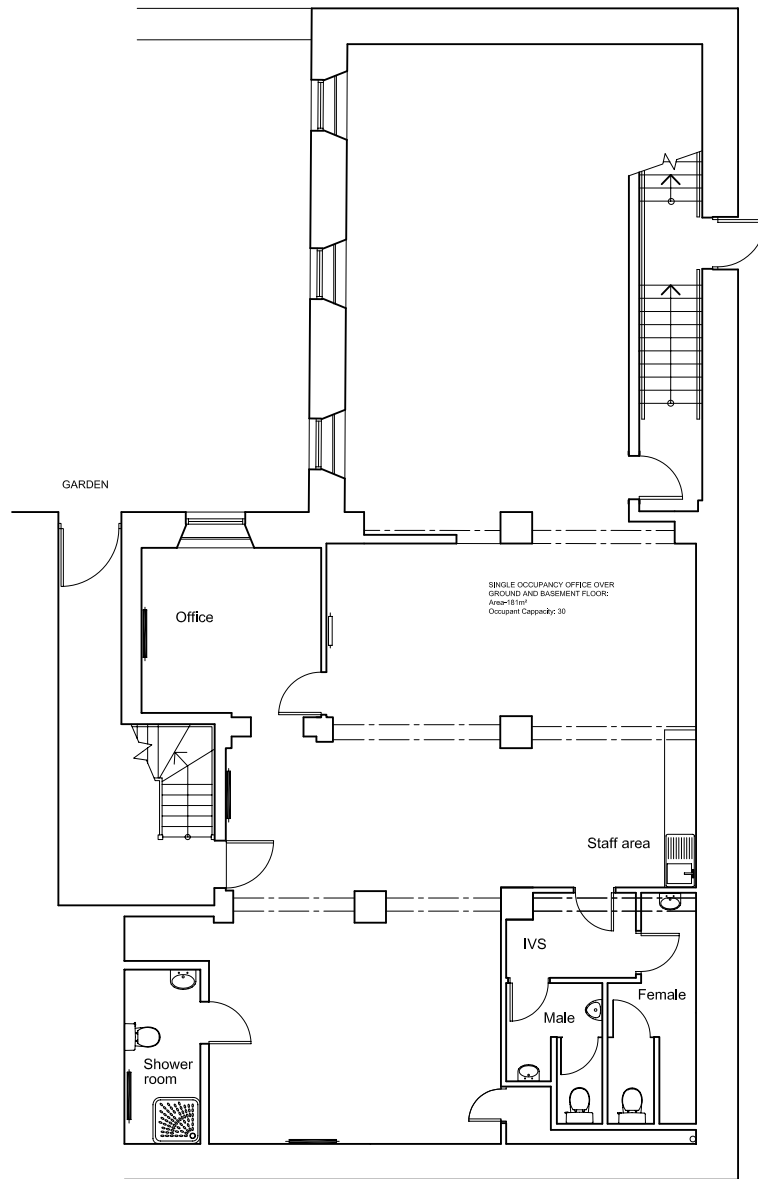 GARDEN
SINGLE OCCUPANCY OFFICE OVER
GROUND AND BASEMENT FLOOR:
Area-181m²
Occupant Cappacity: 30
Office
Staff area
IVS
Female
Male
Shower
room